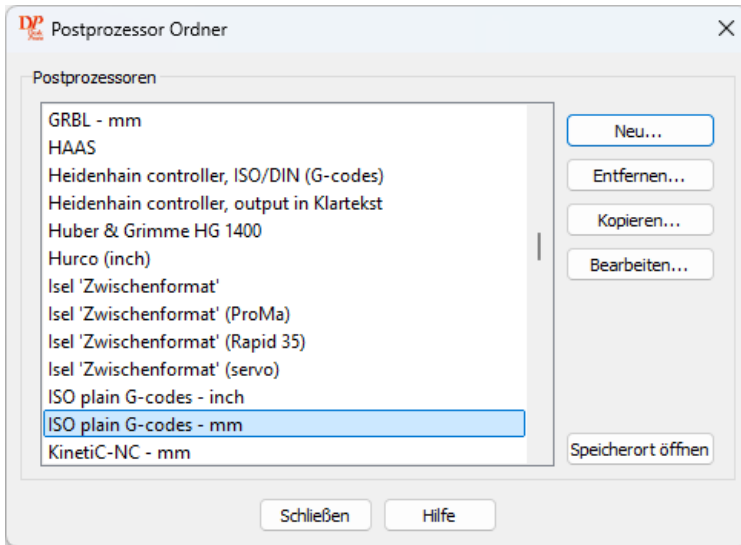 DP
Postprozessor Ordner
Postprozessoren
GRBL - mm
HAAS
Heidenhain controller, ISO/DIN (G-codes)
Heidenhain controller, output in Klartekst
Huber & Grimme HG 1400
Hurco (inch)
Isel 'Zwischenformat'
Isel 'Zwischenformat' (ProMa)
Isel 'Zwischenformat' (Rapid 35)
Isel 'Zwischenformat' (servo)
ISO plain G-codes - inch
ISO plain G-codes - mm
KinetiC-NC - mm
Neu...
Entfernen...
Kopieren...
Bearbeiten...
Speicherort öffnen
Schließen
Hilfe